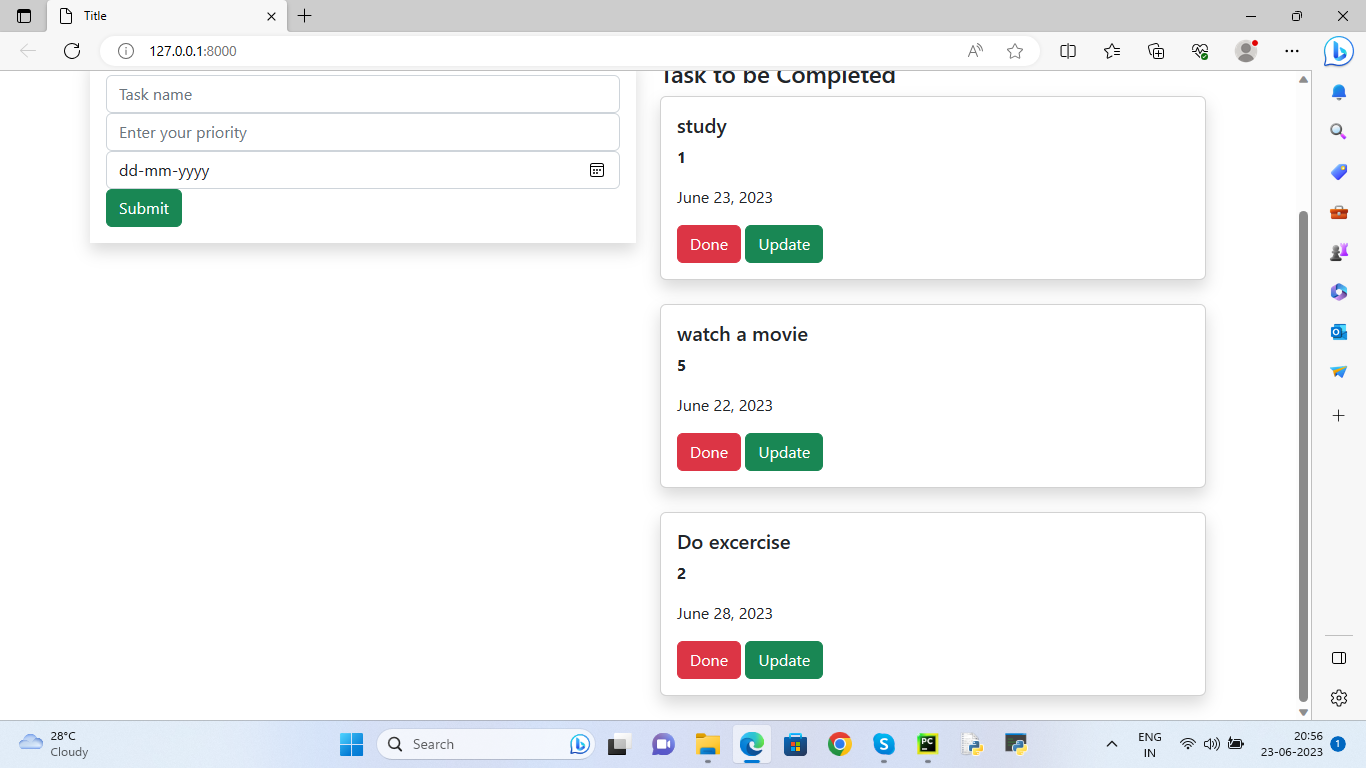 Title
127.0.0.1:8000
Task name
Enter your priority
dd-mm-yyyy
Submit
Task to be Completed
study
1
June 23, 2023
Done Update
watch a movie
5
June 22, 2023
Done Update
Do excercise
2
June 28, 2023
Done Update
28°C
Cloudy
Search
PC
ENG
IN
20:56
23-06-2023
1